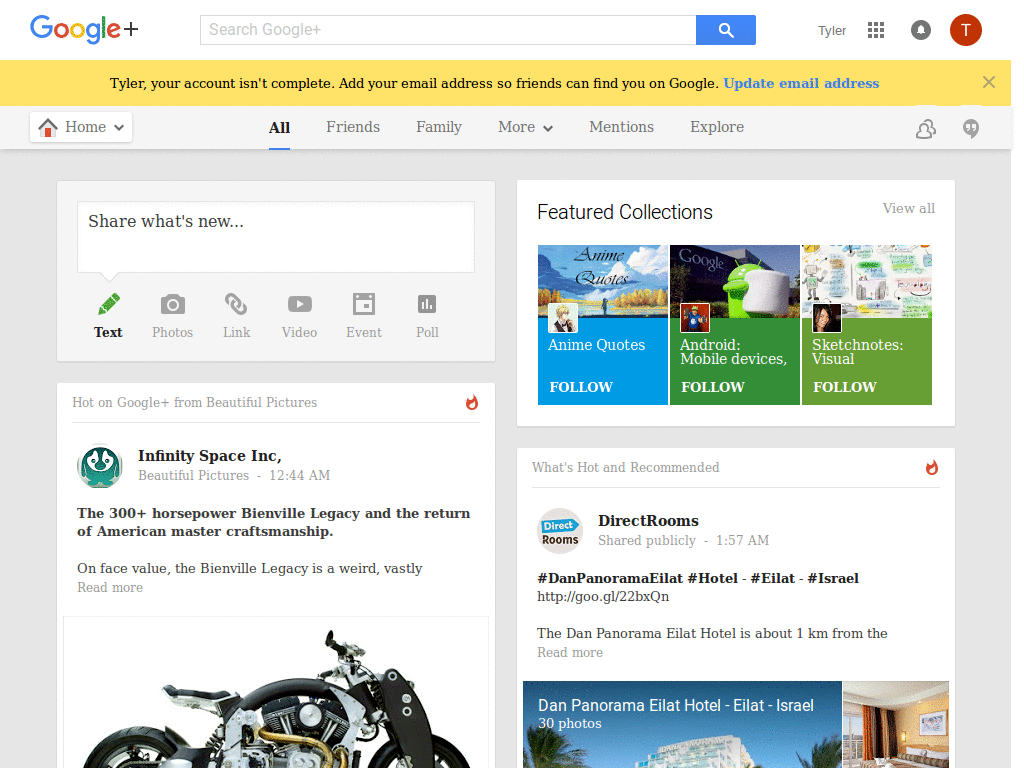 Google+
Search Google+
Tyler
T
Tyler, your account isn't complete. Add your email address so friends can find you on Google. Update email address
Home
All
Friends
Family
More
Mentions
Explore
Share what's new...
Text
Photos
Link
Video
Event
Poll
Featured Collections
View all
Anime
Quotes
Google
Anime Quotes
FOLLOW
Android:
Mobile devices,
FOLLOW
Sketchnotes:
Visual
FOLLOW
Hot on Google+ from Beautiful Pictures
Infinity Space Inc,
Beautiful Pictures - 12:44 AM
The 300+ horsepower Bienville Legacy and the return
of American master craftsmanship.
On face value, the Bienville Legacy is a weird, vastly
Read more
What's Hot and Recommended
Direct
Rooms
DirectRooms
Shared publicly - 1:57 AM
#DanPanoramaEilat #Hotel - #Eilat - #Israel
http://goo.gl/22bxQn
The Dan Panorama Eilat Hotel is about 1 km from the
Read more
Dan Panorama Eilat Hotel - Eilat - Israel
30 photos